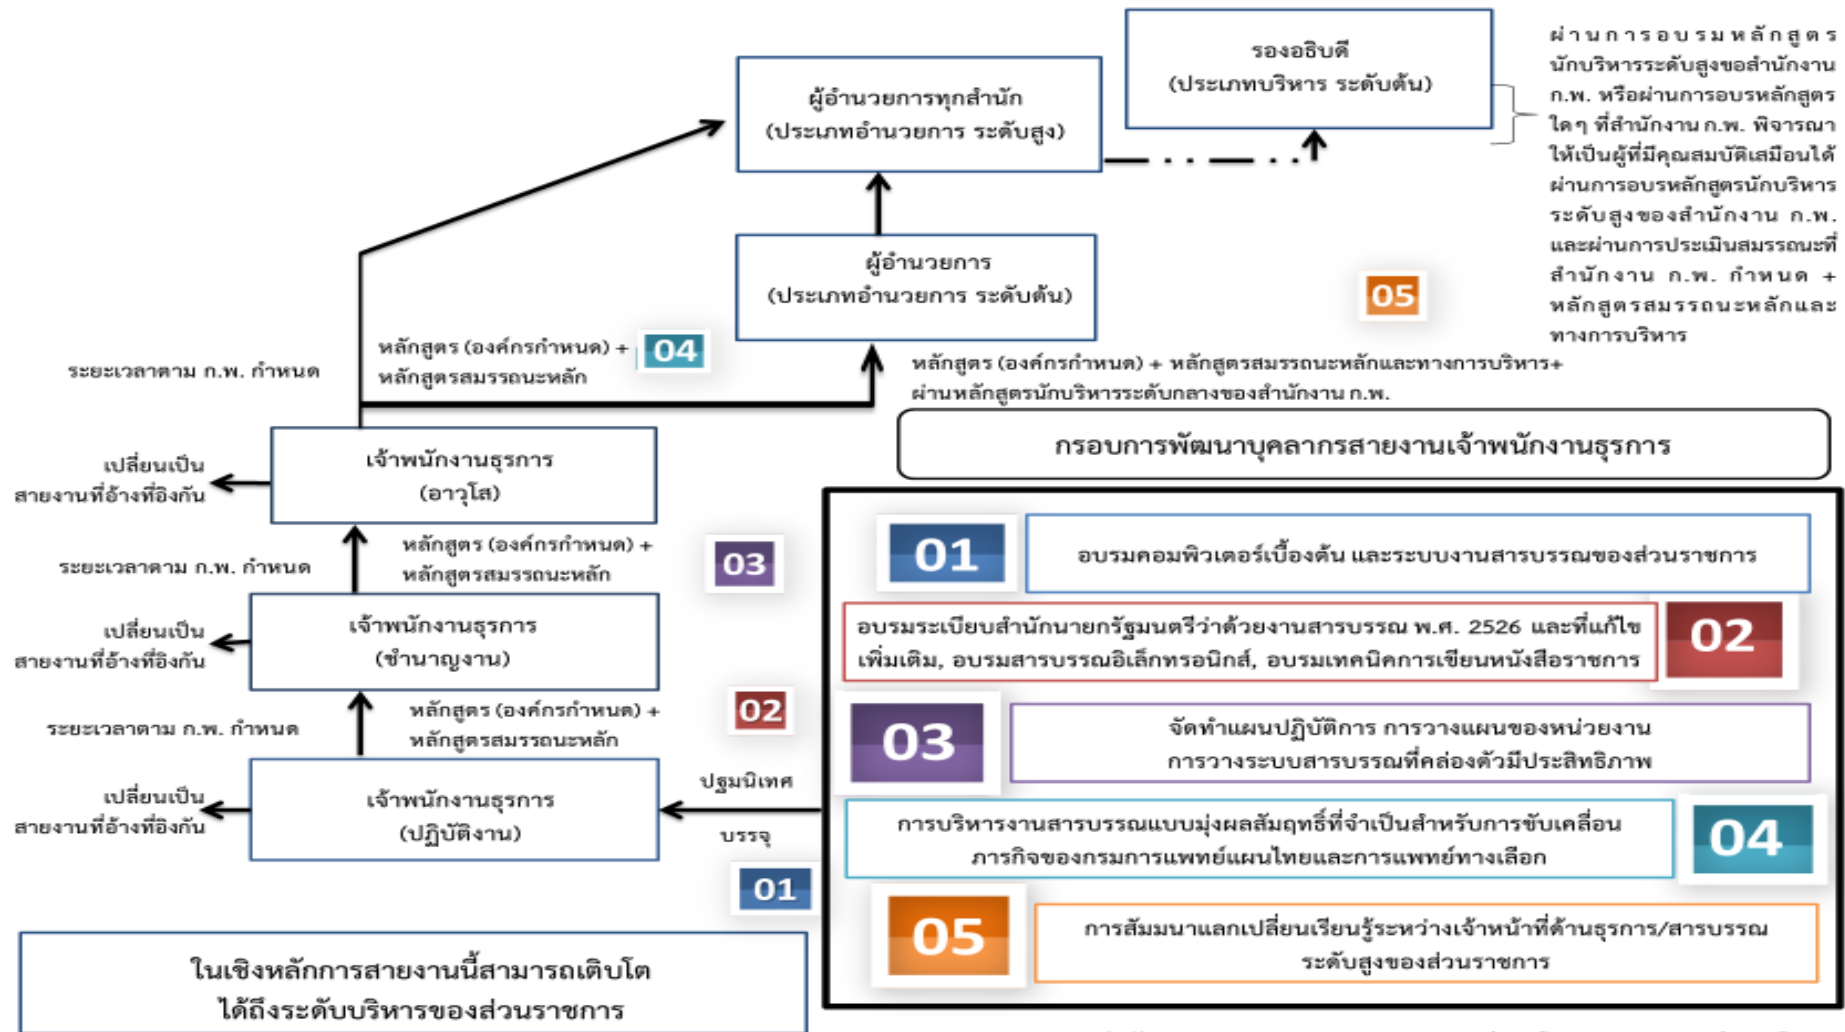 รองอธิบดี
(ประเภทบริหาร ระดับต้น)
ผ่านการอบรมหลักสูตร
นักบริหารระดับสูงขอสำนักงาน
ก.พ. หรือผ่านการอบรหลักสูตร
ใดๆ ที่สำนักงาน ก.พ. พิจารณา
ให้เป็นผู้ที่มีคุณสมบัติเสมือนได้
ผ่านการอบรหลักสูตรนักบริหาร
ระดับสูงของสำนักงาน ก.พ.
และผ่านการประเมินสมรรถนะที่
สำนักงาน ก.พ. กำหนด +
หลักสูตรสมรรถนะหลักและ
ทางการบริหาร
ผู้อำนวยการทุกสำนัก
(ประเภทอำนวยการ ระดับสูง)
ผู้อำนวยการ
(ประเภทอำนวยการ ระดับต้น)
05
หลักสูตร (องค์กรกำหนด) +
หลักสูตรสมรรถนะหลัก
04
ระยะเวลาตาม ก.พ. กำหนด
หลักสูตร (องค์กรกำหนด) + หลักสูตรสมรรถนะหลักและทางการบริหาร+
ผ่านหลักสูตรนักบริหารระดับกลางของสำนักงาน ก.พ.
กรอบการพัฒนาบุคลากรสายงานเจ้าพนักงานธุรการ
เปลี่ยนเป็น
สายงานที่อ้างที่อิงกัน
เจ้าพนักงานธุรการ
(อาวุโส)
ระยะเวลาตาม ก.พ. กำหนด
หลักสูตร (องค์กรกำหนด) +
หลักสูตรสมรรถนะหลัก
03
เปลี่ยนเป็น
สายงานที่อ้างที่อิงกัน
เจ้าพนักงานธุรการ
(ชำนาญงาน)
ระยะเวลาตาม ก.พ. กำหนด
หลักสูตร (องค์กรกำหนด) +
หลักสูตรสมรรถนะหลัก
02
เปลี่ยนเป็น
สายงานที่อ้างที่อิงกัน
เจ้าพนักงานธุรการ
(ปฏิบัติงาน)
ปฐมนิเทศ
บรรจุ
01
01
อบรมคอมพิวเตอร์เบื้องต้น และระบบงานสารบรรณของส่วนราชการ
อบรมระเบียบสำนักนายกรัฐมนตรีว่าด้วยงานสารบรรณ พ.ศ. 2526 และที่แก้ไข
เพิ่มเติม, อบรมสารบรรณอิเล็กทรอนิกส์, อบรมเทคนิคการเขียนหนังสือราชการ
02
03
จัดทำแผนปฏิบัติการ การวางแผนของหน่วยงาน
การวางระบบสารบรรณที่คล่องตัวมีประสิทธิภาพ
การบริหารงานสารบรรณแบบมุ่งผลสัมฤทธิ์ที่จำเป็นสำหรับการขับเคลื่อน
ภารกิจของกรมการแพทย์แผนไทยและการแพทย์ทางเลือก
04
05
การสัมมนาแลกเปลี่ยนเรียนรู้ระหว่างเจ้าหน้าที่ด้านธุรการ/สารบรรณ
ระดับสูงของส่วนราชการ
ในเชิงหลักการสายงานนี้สามารถเติบโต
ได้ถึงระดับบริหารของส่วนราชการ